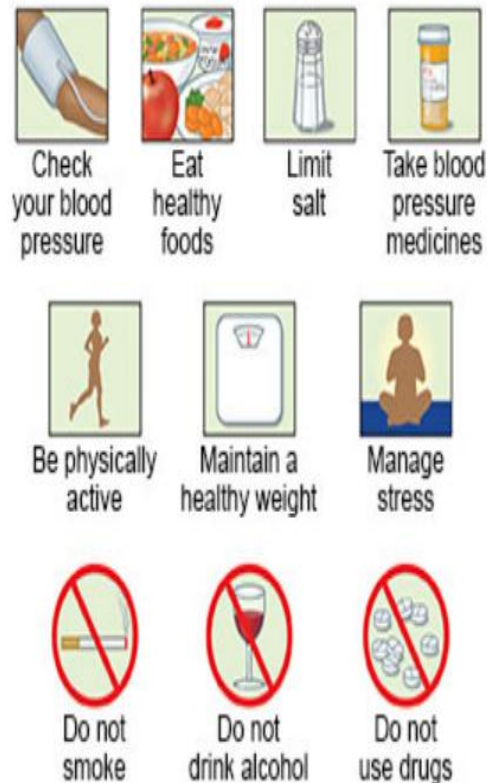 Check
your blood
pressure
Eat
healthy
foods
Limit
salt
Take blood
pressure
medicines
Be physically
active
Maintain a
healthy weight
Manage
stress
Do not
smoke
Do not
drink alcohol
Do not
use drugs